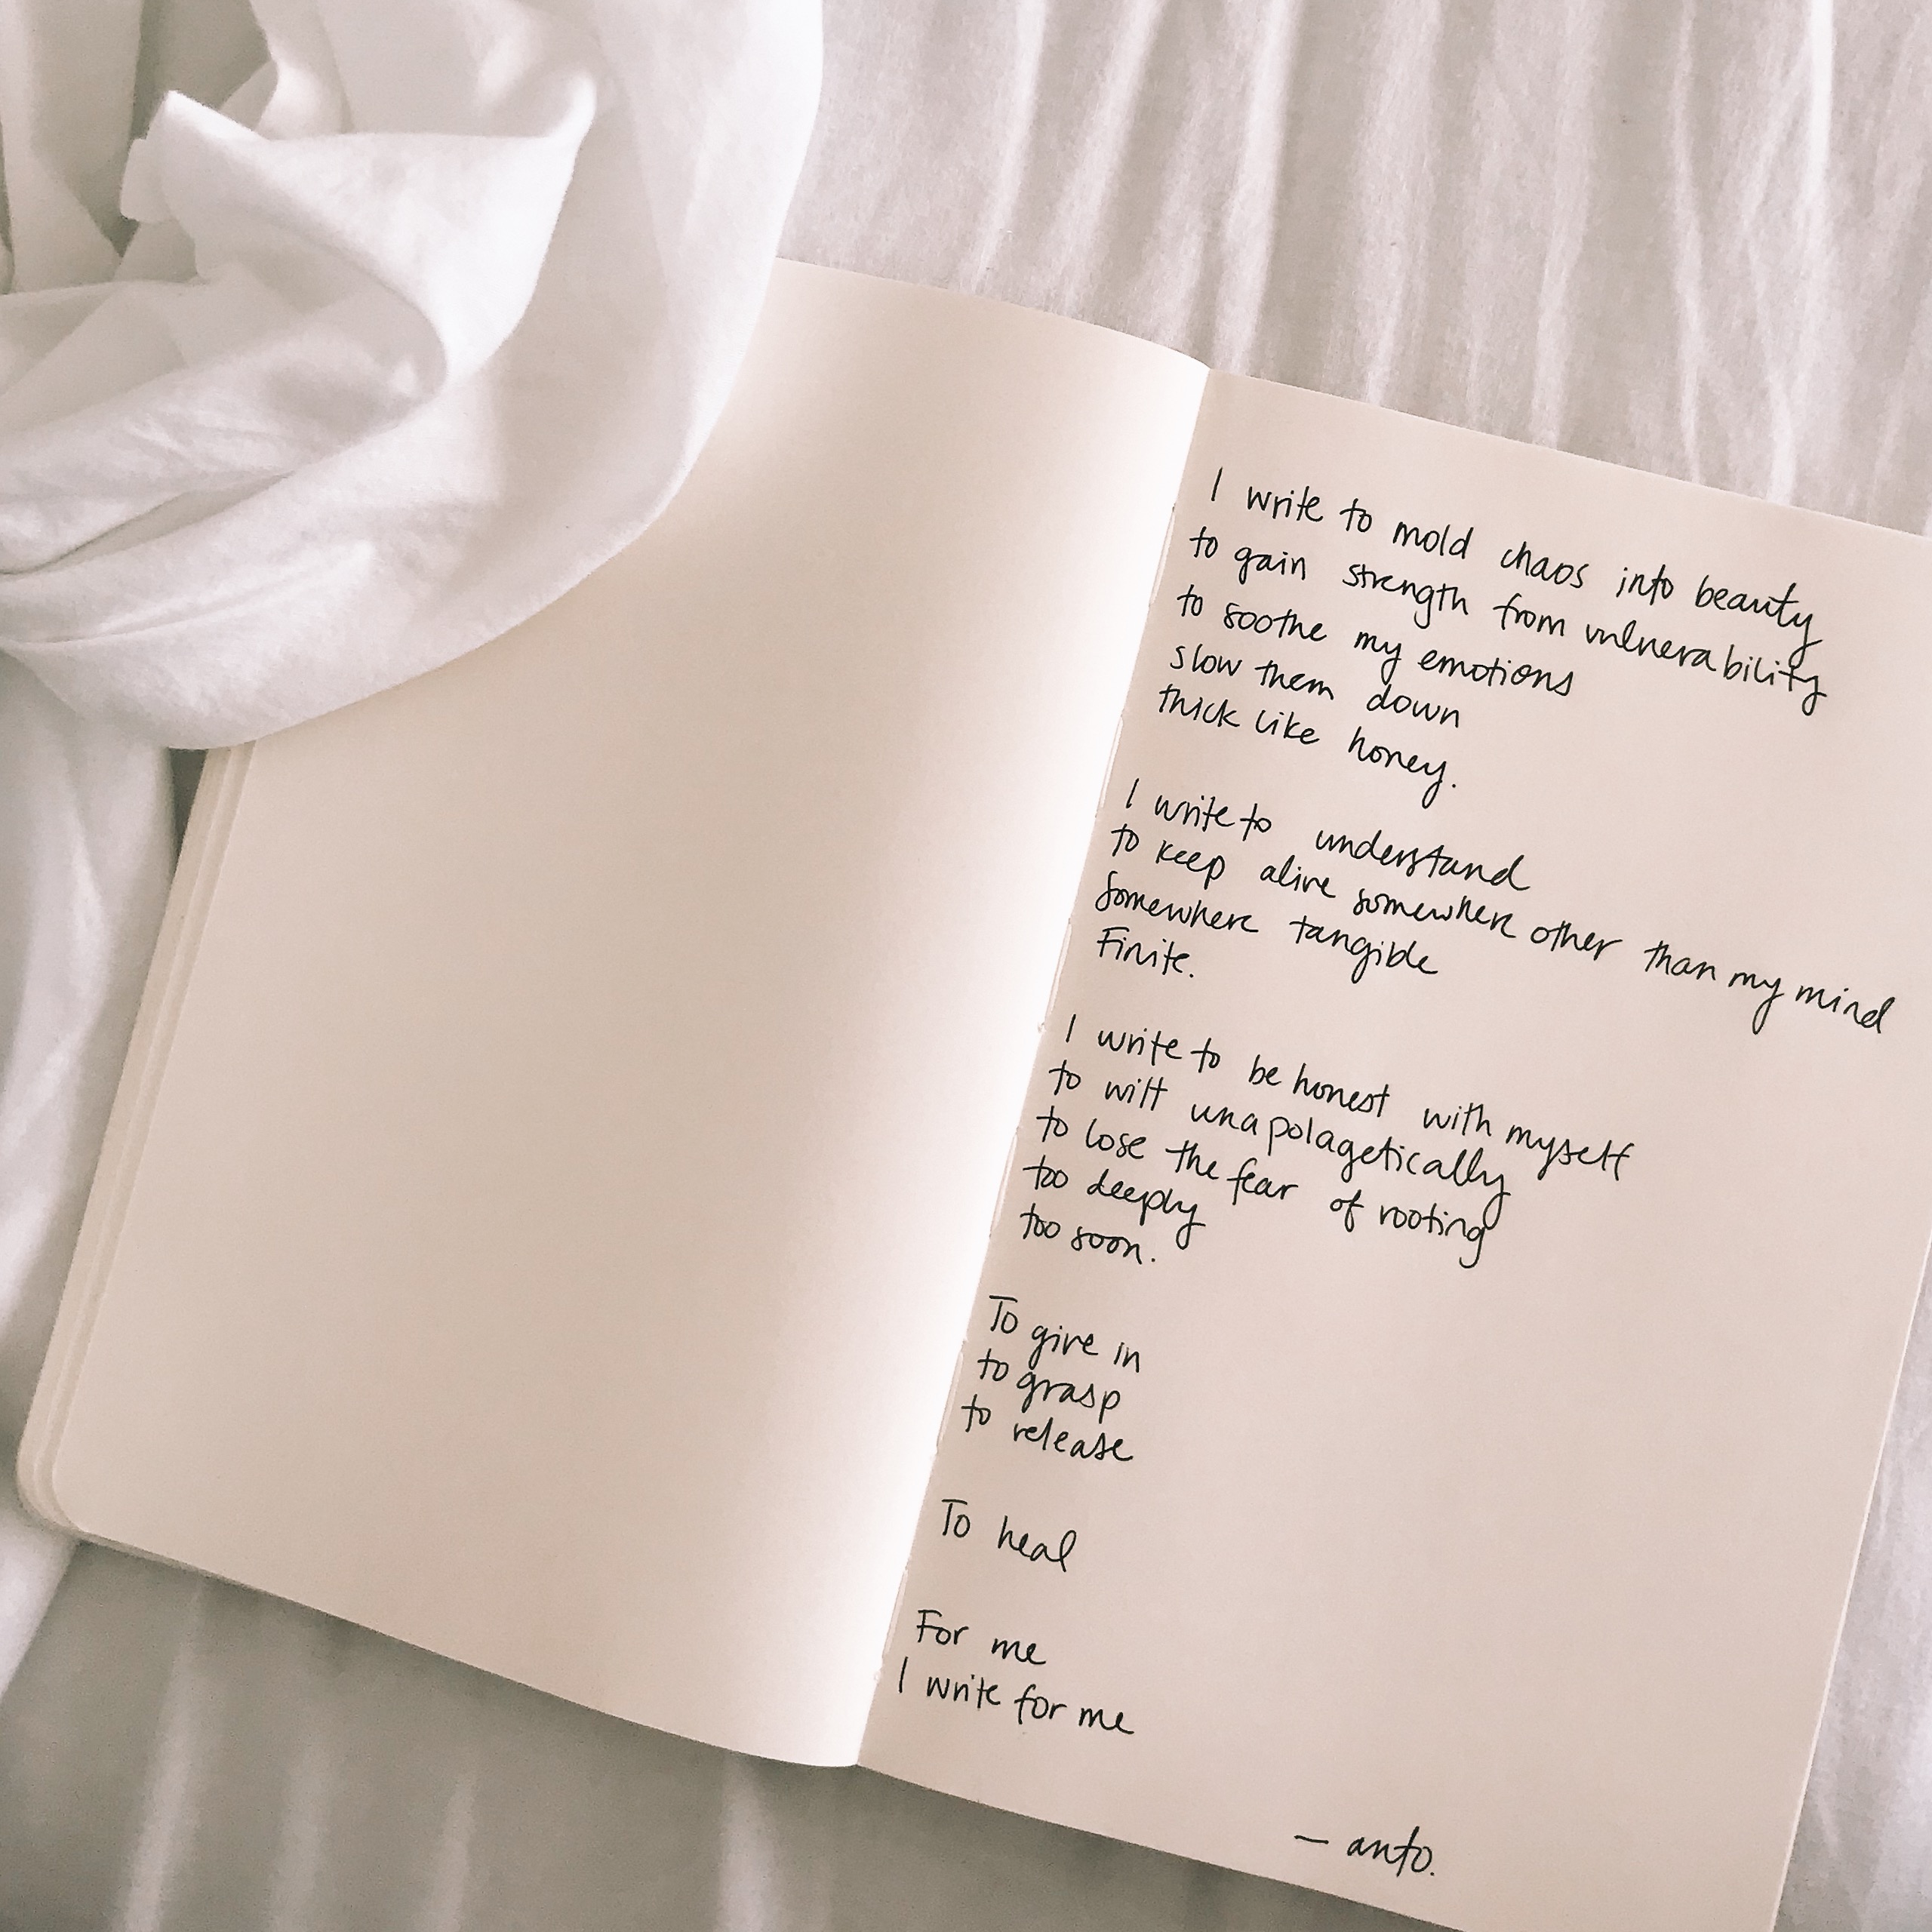 I write to mold chaos into beauty
to gain strength from vulnerability
to soothe my emotions
slow them down
thick like honey.
I write to understand
to keep alive somewhere other than my mind
somewhere tangible
Finite.
I write to be honest with myself
to wilt unapolagetically
to lose the fear of rooting
too deeply
too soon.
To give in
to grasp
to release
To heal
For me
I write for me
— anto.